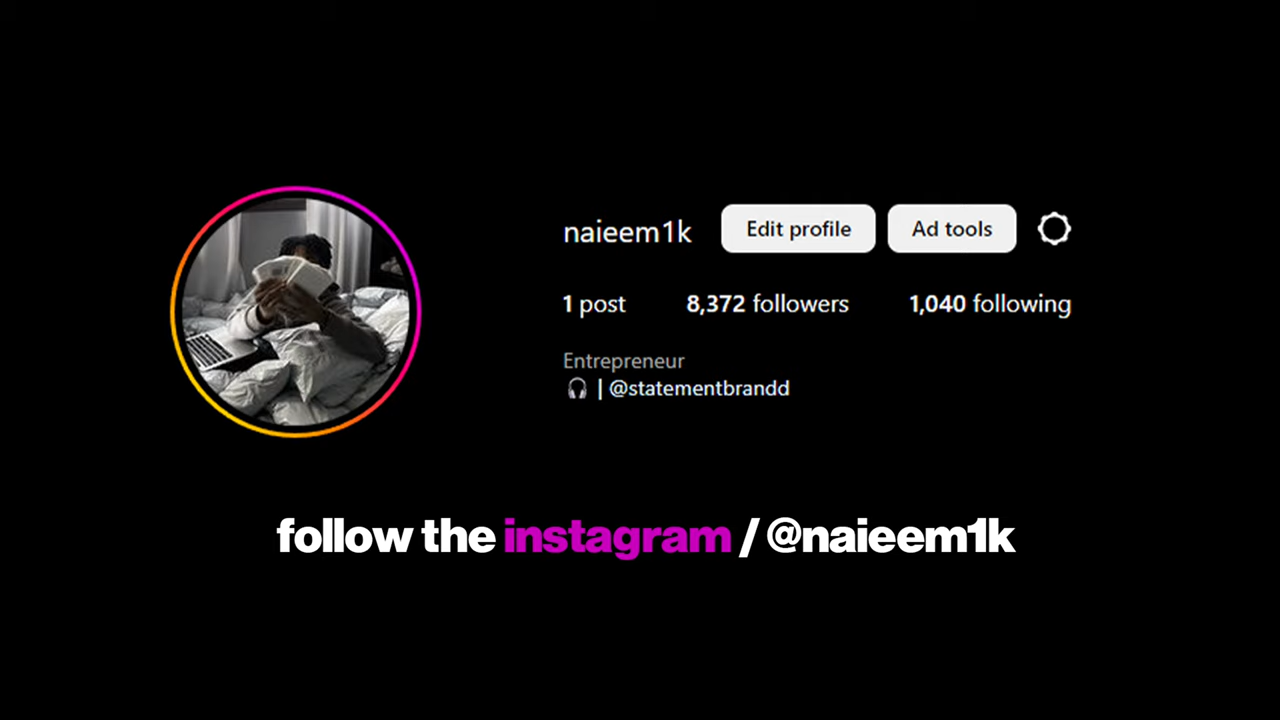 naieem1k Edit profile Ad tools
1 post 8,372 followers 1,040 following
Entrepreneur
🎧 | @statementbrandd
follow the instagram / @naieem1k